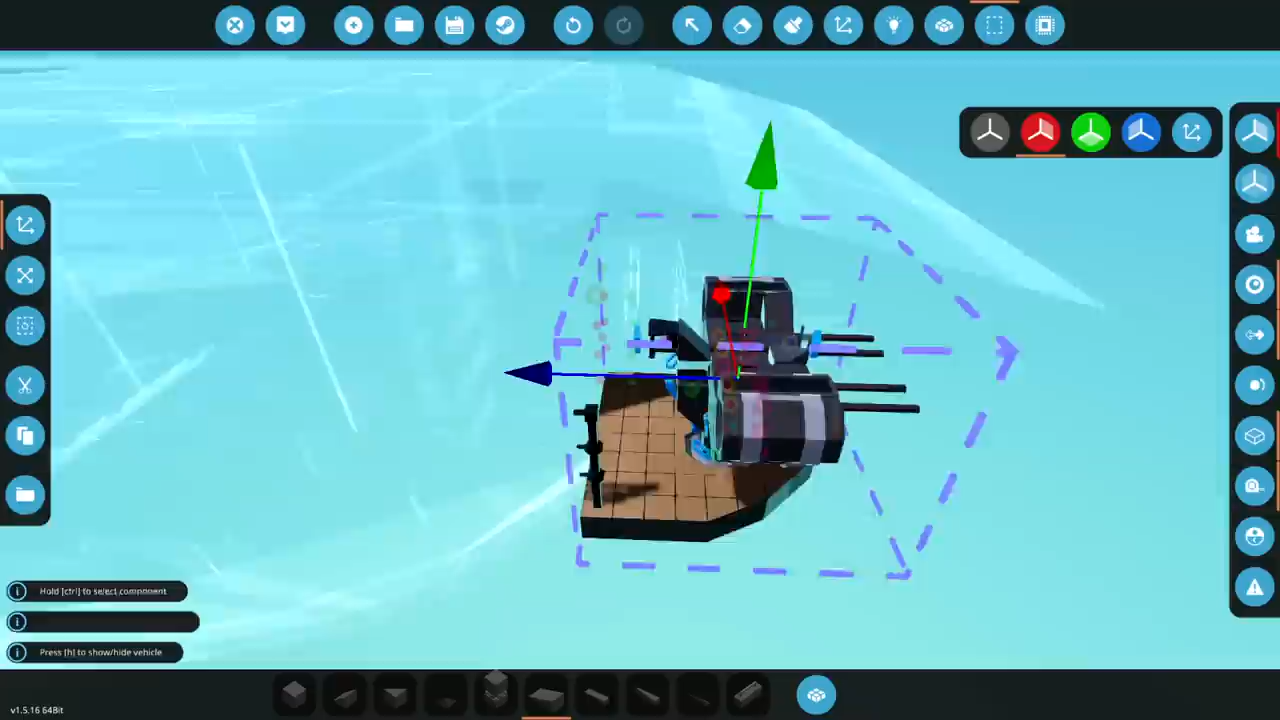 Hold [ctrl] to select component
Press [h] to show/hide vehicle
v1.5.16 64Bit